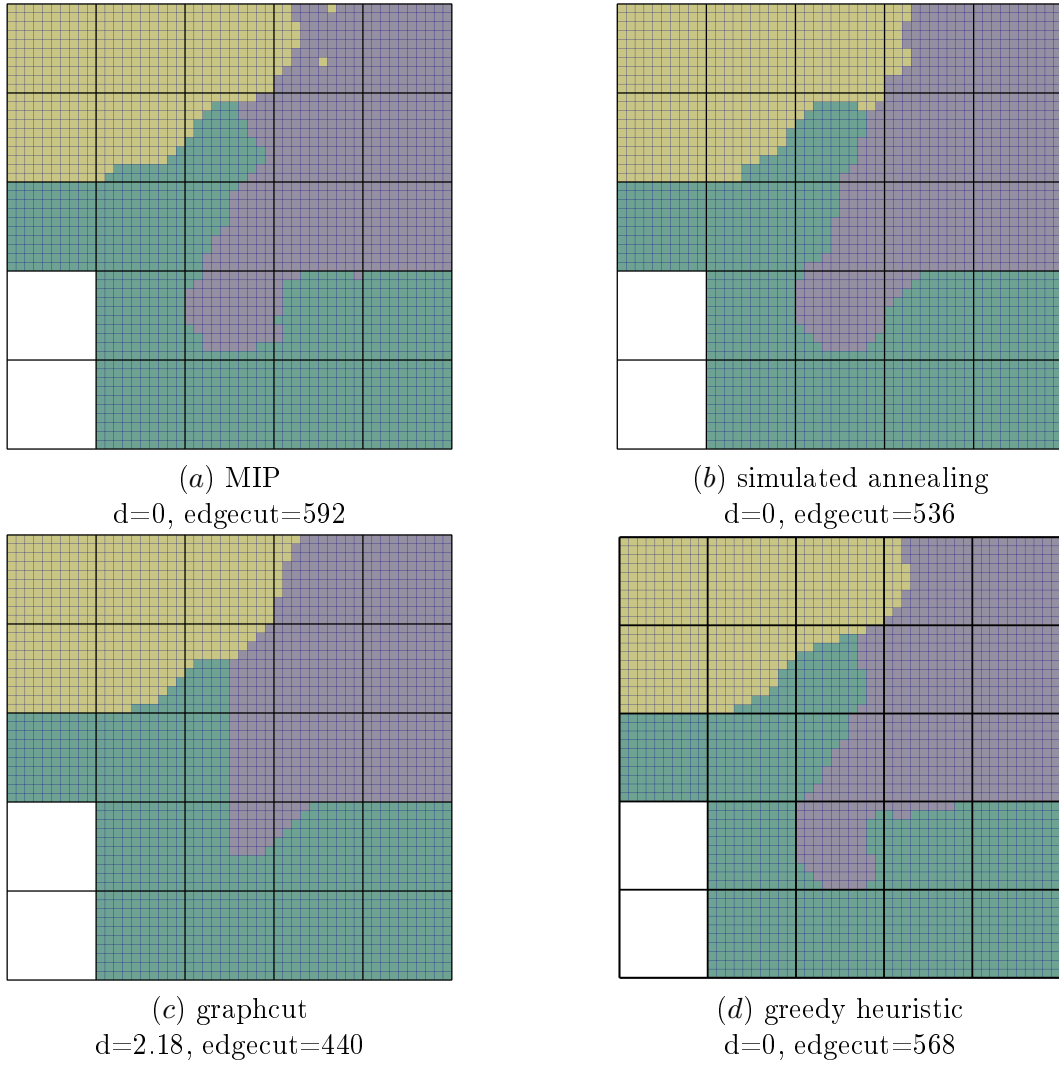 (a) MIP
d=0, edgecut=592
(b) simulated annealing
d=0, edgecut=536
(c) graphcut
d=2.18, edgecut=440
(d) greedy heuristic
d=0, edgecut=568